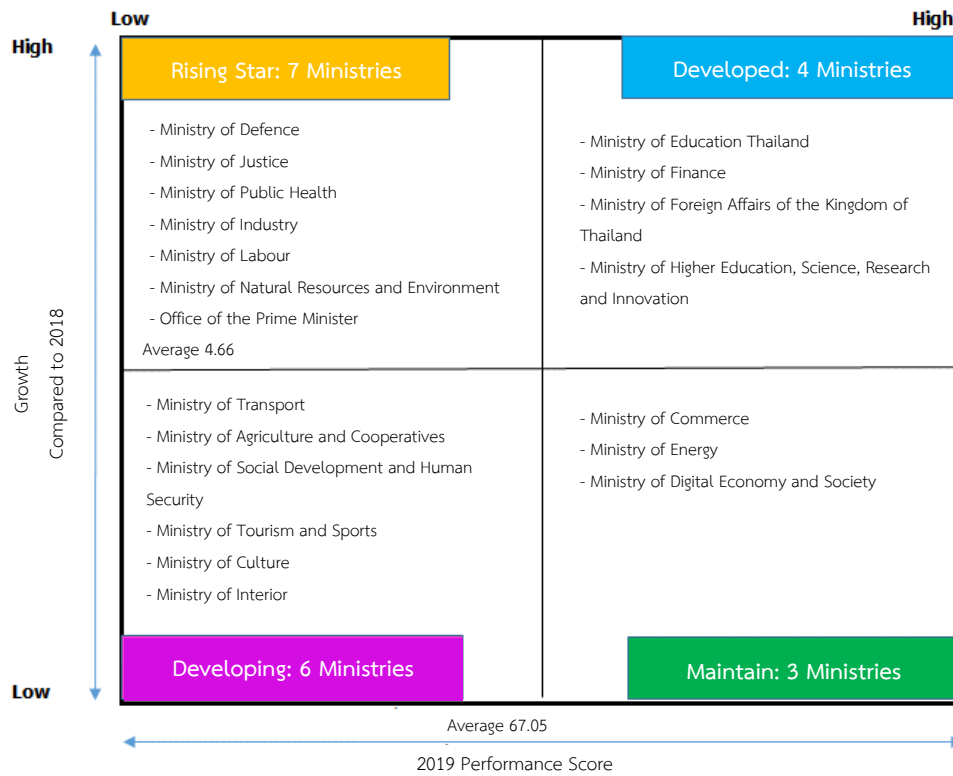 Low
High
High
Rising Star: 7 Ministries
Developed: 4 Ministries
- Ministry of Defence
- Ministry of Justice
- Ministry of Public Health
- Ministry of Industry
- Ministry of Labour
- Ministry of Natural Resources and Environment
- Office of the Prime Minister
Average 4.66
- Ministry of Education Thailand
- Ministry of Finance
- Ministry of Foreign Affairs of the Kingdom of
Thailand
- Ministry of Higher Education, Science, Research
and Innovation
Growth
Compared to 2018
- Ministry of Transport
- Ministry of Agriculture and Cooperatives
- Ministry of Social Development and Human
Security
- Ministry of Tourism and Sports
- Ministry of Culture
- Ministry of Interior
- Ministry of Commerce
- Ministry of Energy
- Ministry of Digital Economy and Society
Developing: 6 Ministries
Maintain: 3 Ministries
Low
Average 67.05
2019 Performance Score